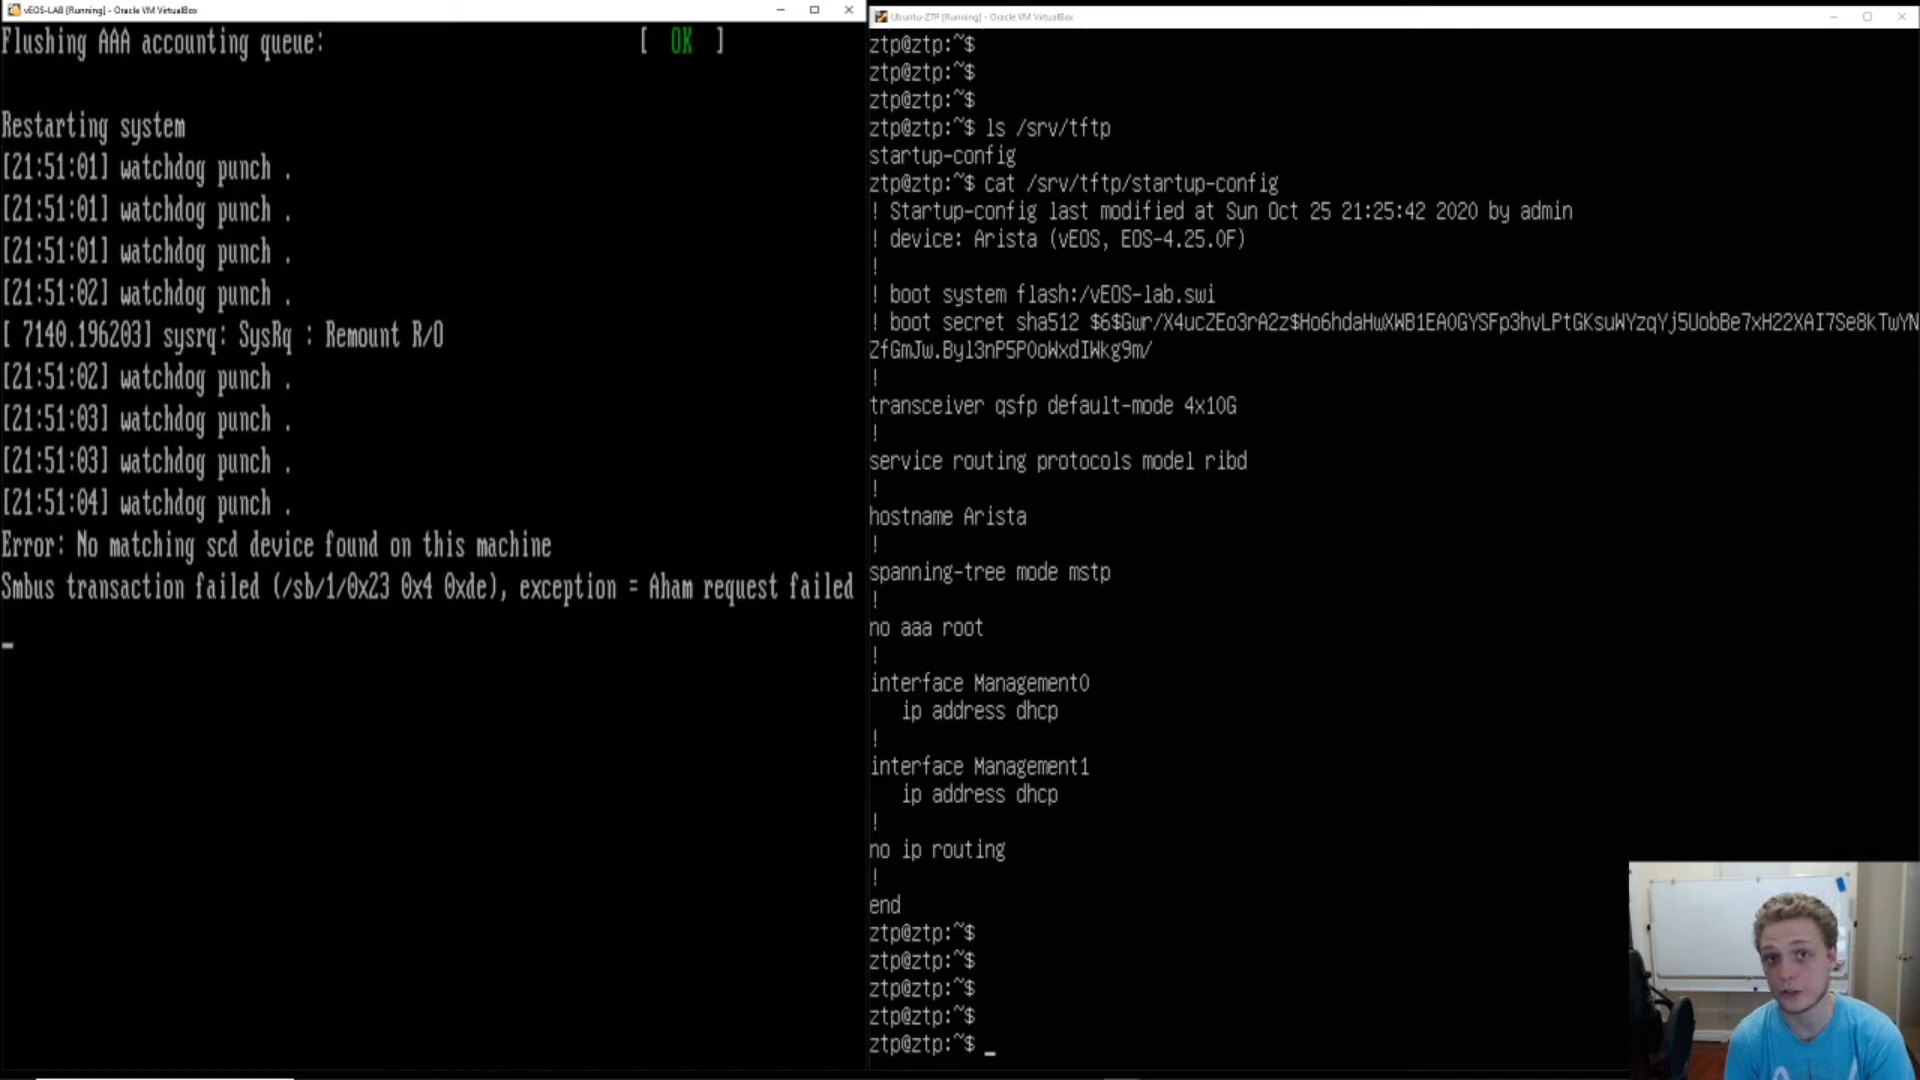 vEOS-LAB [Running] - Oracle VM VirtualBox
Flushing AAA accounting queue: [ OK ]
Restarting system
[21:51:01] watchdog punch .
[21:51:01] watchdog punch .
[21:51:01] watchdog punch .
[21:51:02] watchdog punch .
[ 7140.196203] sysrq: SysRq : Remount R/O
[21:51:02] watchdog punch .
[21:51:03] watchdog punch .
[21:51:03] watchdog punch .
[21:51:04] watchdog punch .
Error: No matching scd device found on this machine
Smbus transaction failed (/sb/1/0x23 0x4 0xde), exception = Aham request failed
Ubuntu-ZTP [Running] - Oracle VM VirtualBox
ztp@ztp:~$
ztp@ztp:~$
ztp@ztp:~$
ztp@ztp:~$ ls /srv/tftp
startup-config
ztp@ztp:~$ cat /srv/tftp/startup-config
! Startup-config last modified at Sun Oct 25 21:25:42 2020 by admin
! device: Arista (vEOS, EOS-4.25.0F)
!
! boot system flash:/vEOS-lab.swi
! boot secret sha512 $6$Gwr/X4ucZEo3rA2z$Ho6hdaHwXWB1EA0GYSFp3hvLPtGKsuWYzqYj5UobBe7xH22XAI7Se8kTwYN
ZfGmJw.Byl3nP5P0oWxdIWkg9m/
!
transceiver qsfp default-mode 4x10G
!
service routing protocols model ribd
!
hostname Arista
!
spanning-tree mode mstp
!
no aaa root
!
interface Management0
   ip address dhcp
!
interface Management1
   ip address dhcp
!
no ip routing
!
end
ztp@ztp:~$
ztp@ztp:~$
ztp@ztp:~$
ztp@ztp:~$
ztp@ztp:~$ _